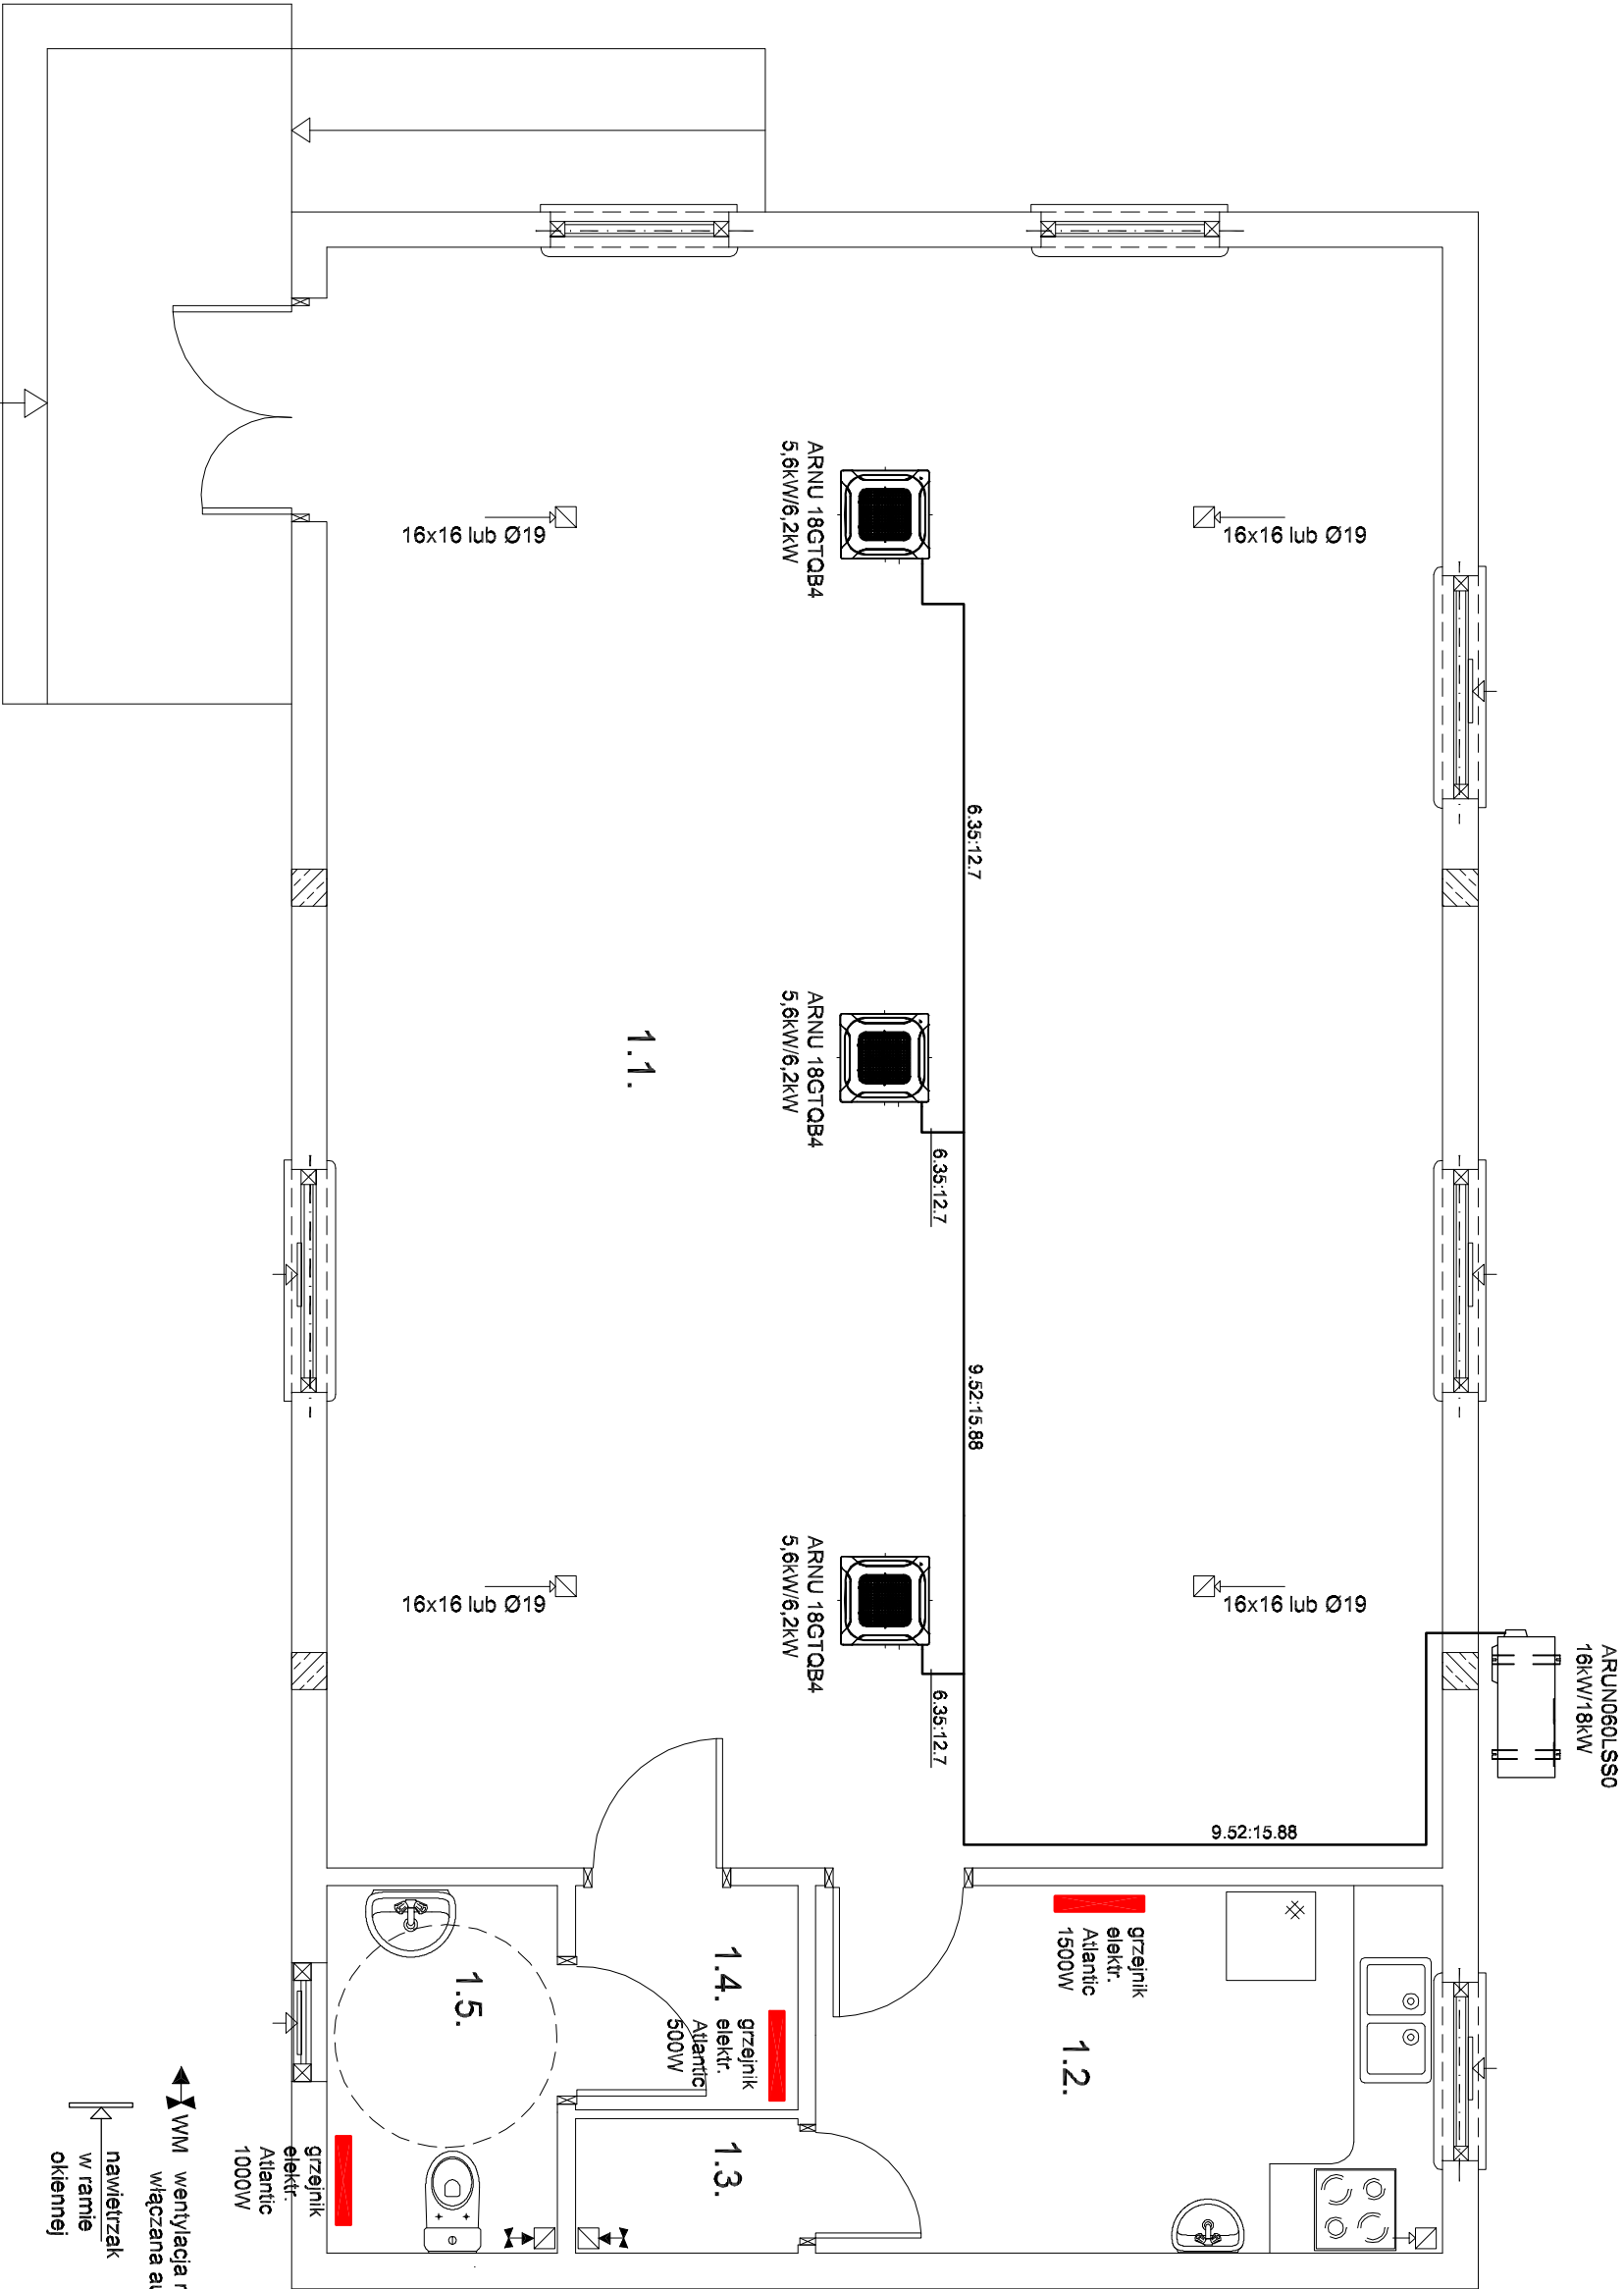 ARUN060LSS0
16kW/18kW
16x16 lub Ø19
16x16 lub Ø19
9.52:15.88
6.35:12.7
9.52:15.88
6.35:12.7
6.35:12.7
ARNU 18GTQB4
5,6kW/6,2kW
ARNU 18GTQB4
5,6kW/6,2kW
ARNU 18GTQB4
5,6kW/6,2kW
1.1.
16x16 lub Ø19
16x16 lub Ø19
grzejnik
elektr.
Atlantic
1500W
1.2.
1.3.
1.4.
grzejnik
elektr.
Atlantic
500W
1.5.
grzejnik
elektr.
Atlantic
1000W
WM wentylacja
włączana
nawietrzak
w ramie
okiennej